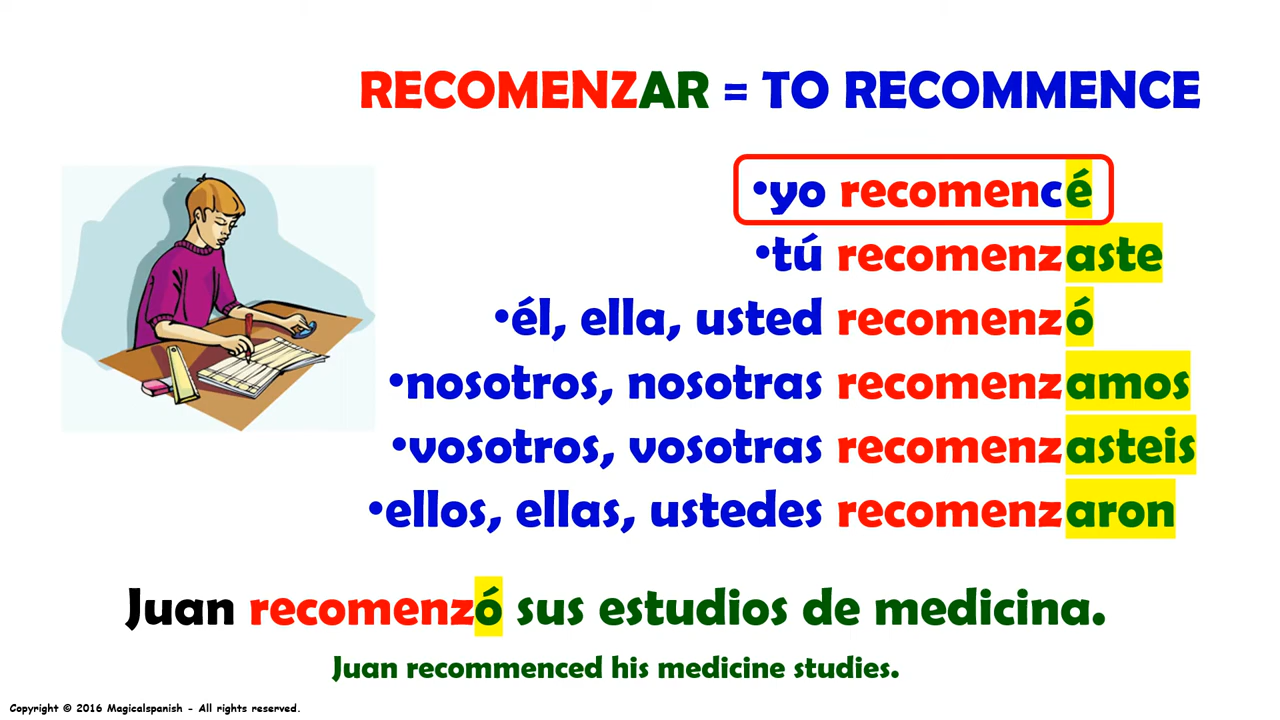 RECOMENZAR = TO RECOMMENCE
•yo recomencé
•tú recomenzaste
•él, ella, usted recomenzó
•nosotros, nosotras recomenzamos
•vosotros, vosotras recomenzasteis
•ellos, ellas, ustedes recomenzaron
Juan recomenzó sus estudios de medicina.
Juan recommenced his medicine studies.
Copyright © 2016 Magicalspanish - All rights reserved.